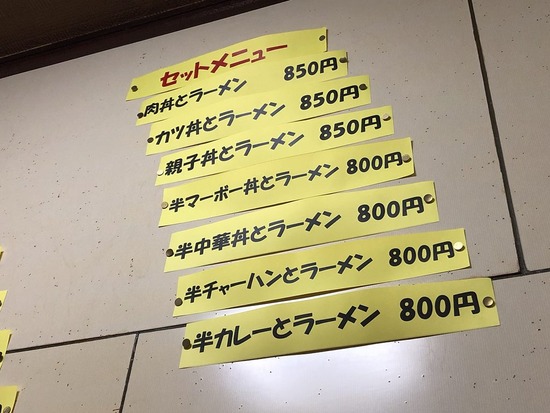 セットメニュー
肉丼とラーメン 850円
カツ丼とラーメン 850円
親子丼とラーメン 850円
半マーボー丼とラーメン 800円
半中華丼とラーメン 800円
半チャーハンとラーメン 800円
半カレーとラーメン 800円